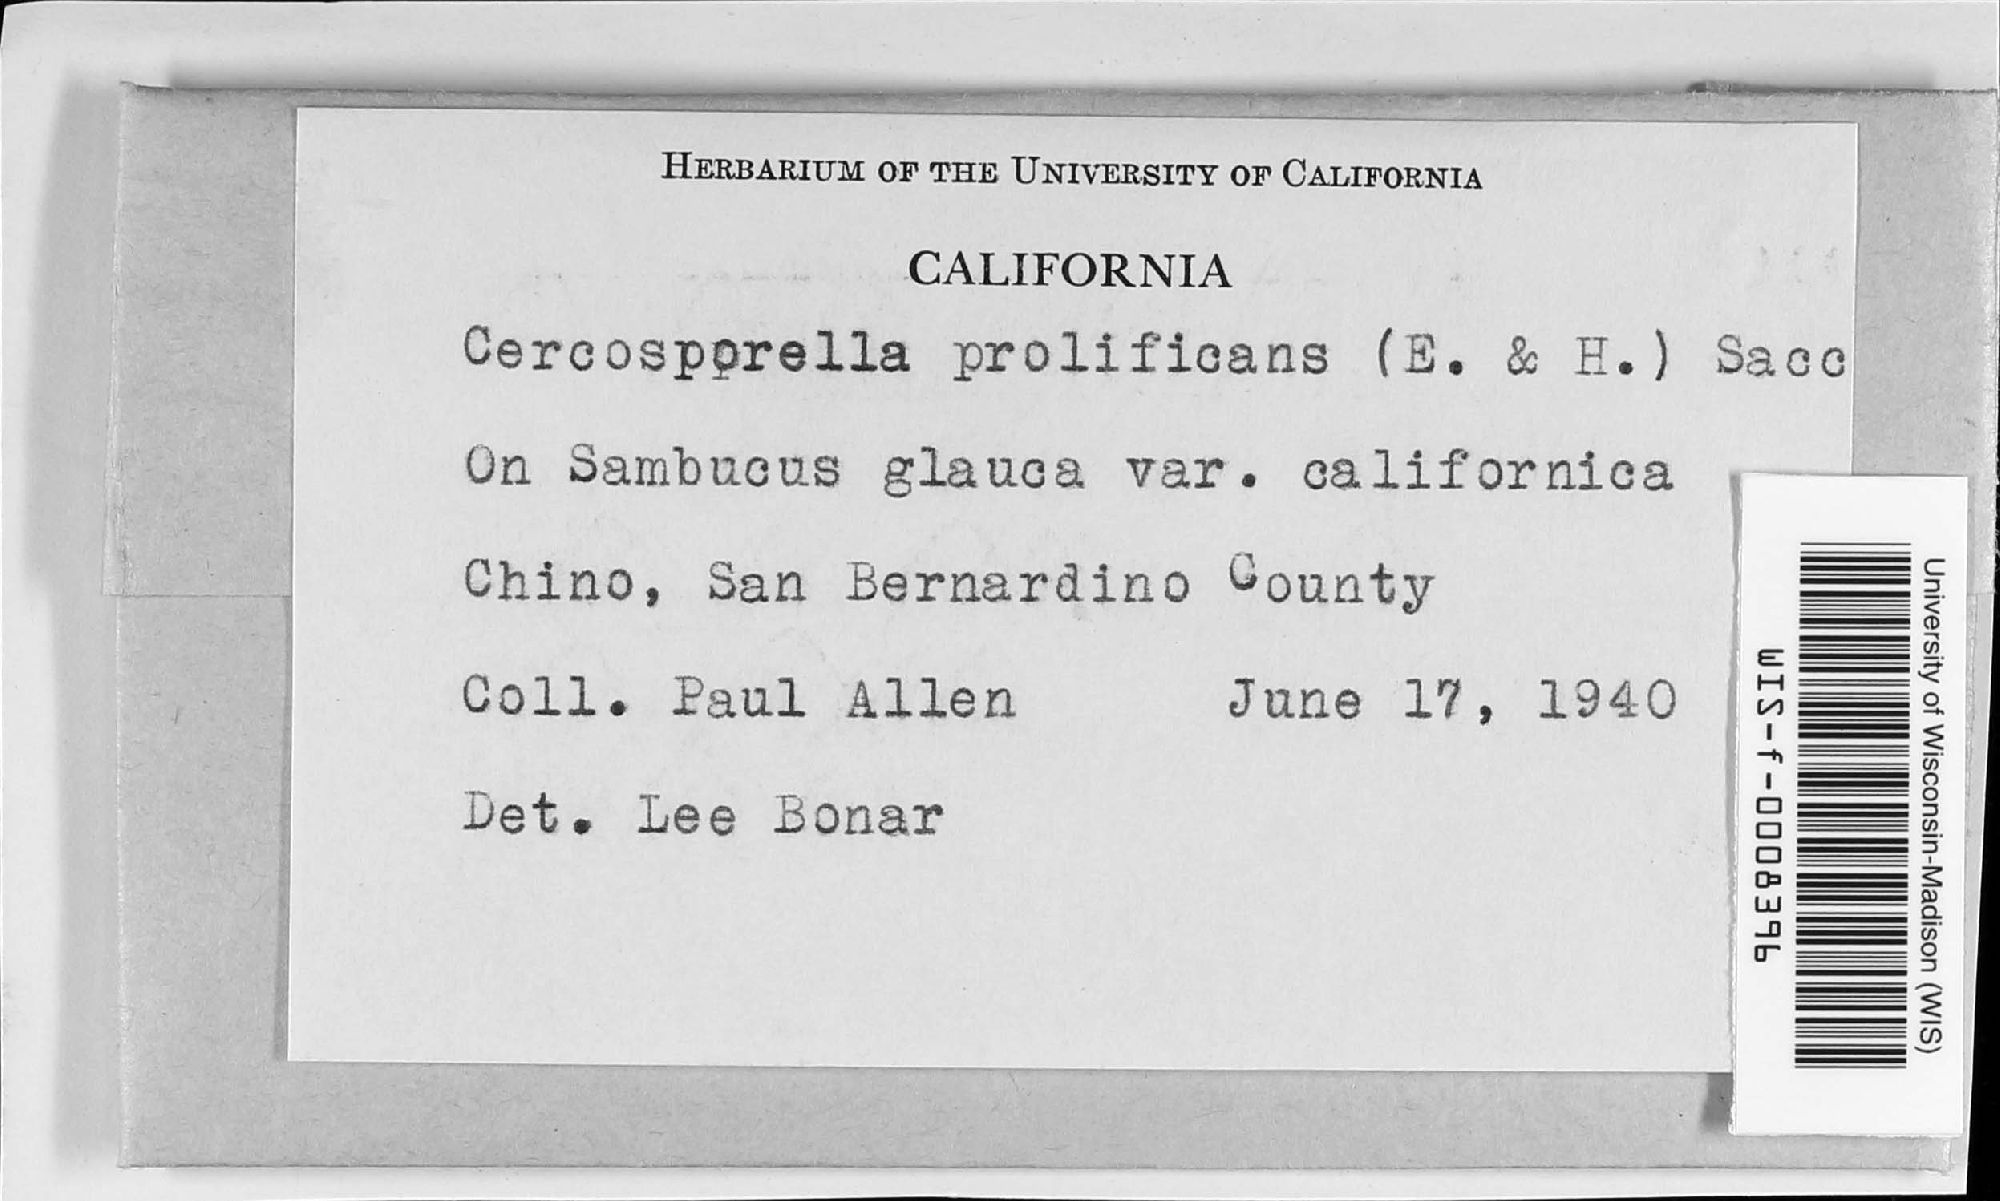 HERBARIUM OF THE UNIVERSITY OF CALIFORNIA
CALIFORNIA
Cercosporella prolificans (E. & H.) Sacc
On Sambucus glauca var. californica
Chino, San Bernardino County
Coll. Paul Allen June 17, 1940
Det. Lee Bonar
University of Wisconsin-Madison (WIS)
WIS-f-0008396